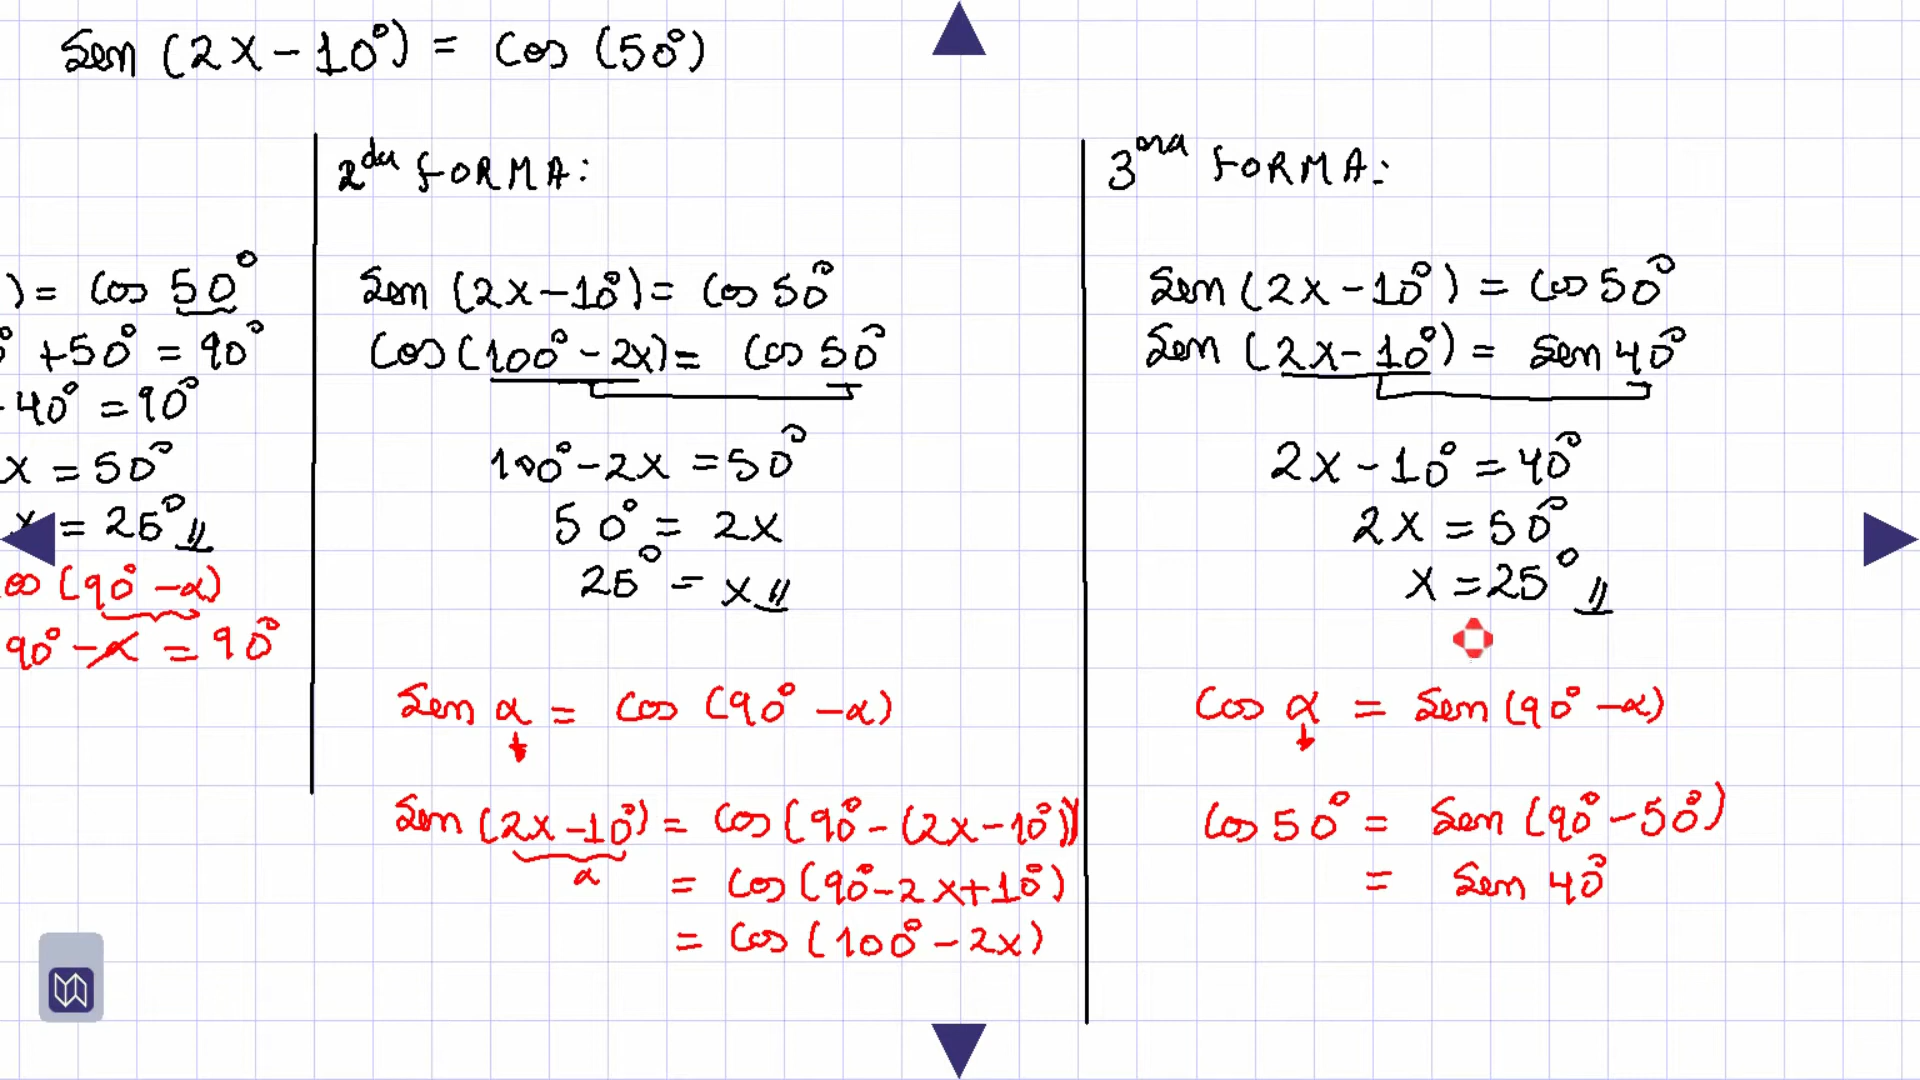 Sen (2x - 10°) = Cos (50°)
) = Cos 50°
° + 50° = 90°
40° = 90°
x = 50°
x = 25°
cos (90° - α)
90° - α = 90°
2da FORMA:
Sen (2x - 10°) = Cos 50°
Cos (100° - 2x) = Cos 50°
100° - 2x = 50°
50° = 2x
25° = x
Sen α = Cos (90° - α)
Sen (2x - 10°) = Cos (90° - (2x - 10°))
α
= Cos (90° - 2x + 10°)
= Cos (100° - 2x)
3era FORMA:
Sen (2x - 10°) = Cos 50°
Sen (2x - 10°) = Sen 40°
2x - 10° = 40°
2x = 50°
x = 25°
Cos α = Sen (90° - α)
Cos 50° = Sen (90° - 50°)
= Sen 40°